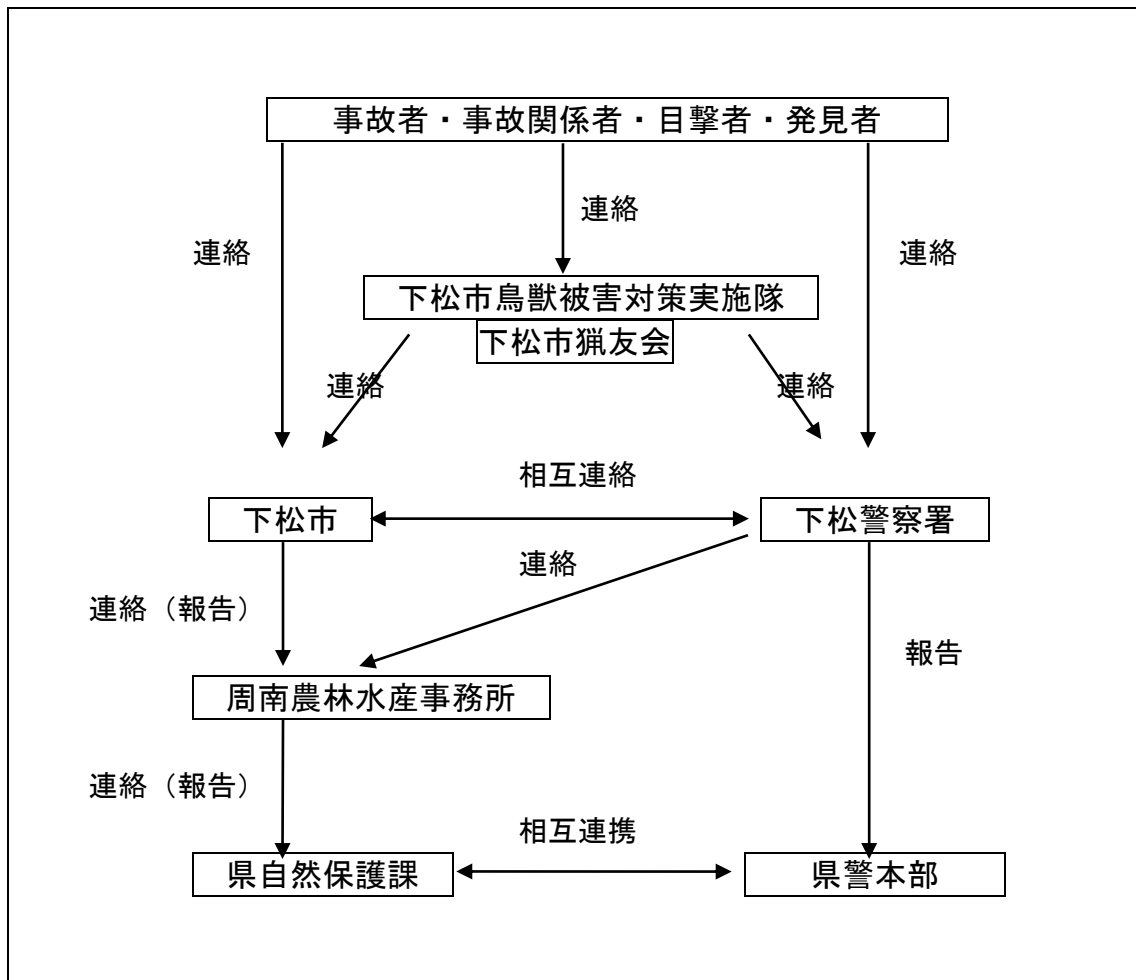 事故者・事故関係者・目撃者・発見者
連絡
連絡
連絡
下松市鳥獣被害対策実施隊
下松市猟友会
連絡
連絡
相互連絡
下松市
下松警察署
連絡
連絡（報告）
報告
周南農林水産事務所
連絡（報告）
相互連携
県自然保護課
県警本部